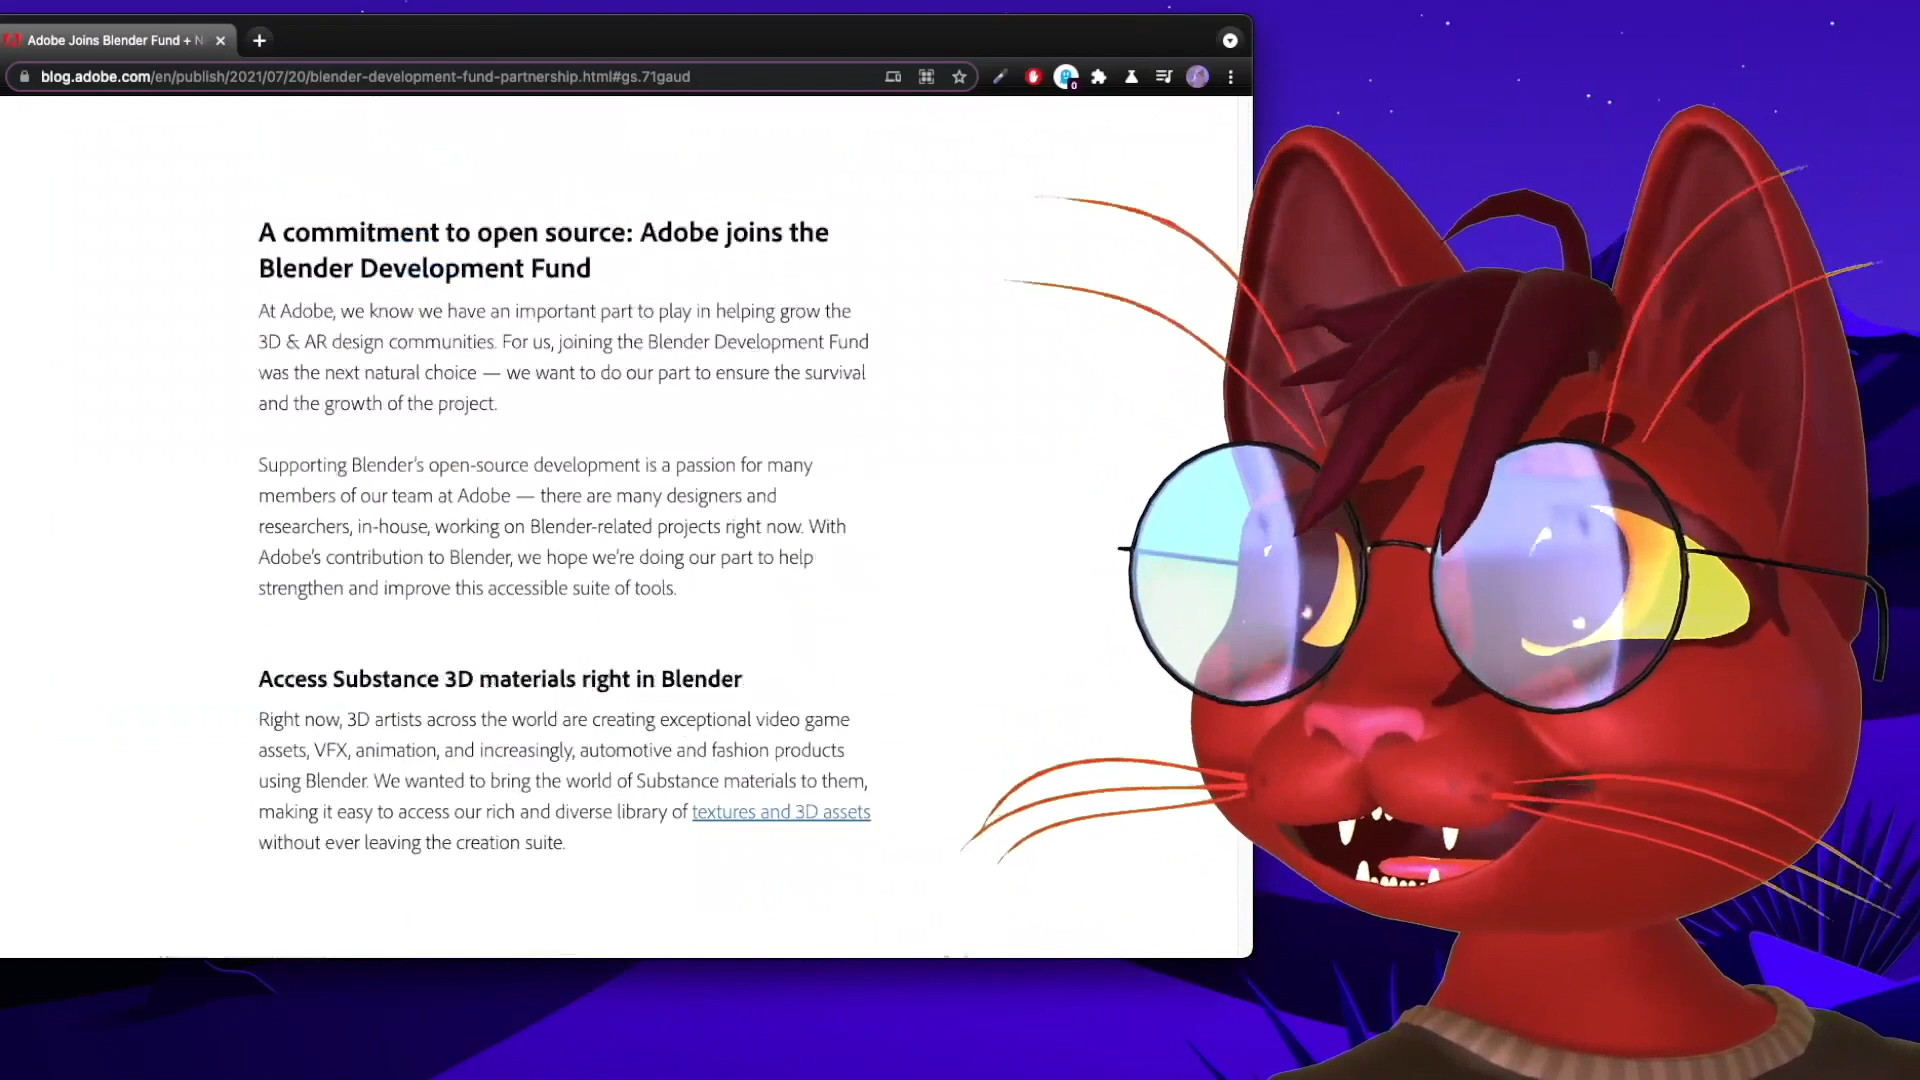 Adobe Joins Blender Fund + N
blog.adobe.com/en/publish/2021/07/20/blender-development-fund-partnership.html#gs.71gaud
0
A commitment to open source: Adobe joins the
Blender Development Fund
At Adobe, we know we have an important part to play in helping grow the
3D & AR design communities. For us, joining the Blender Development Fund
was the next natural choice — we want to do our part to ensure the survival
and the growth of the project.
Supporting Blender's open-source development is a passion for many
members of our team at Adobe — there are many designers and
researchers, in-house, working on Blender-related projects right now. With
Adobe's contribution to Blender, we hope we're doing our part to help
strengthen and improve this accessible suite of tools.
Access Substance 3D materials right in Blender
Right now, 3D artists across the world are creating exceptional video game
assets, VFX, animation, and increasingly, automotive and fashion products
using Blender. We wanted to bring the world of Substance materials to them,
making it easy to access our rich and diverse library of textures and 3D assets
without ever leaving the creation suite.